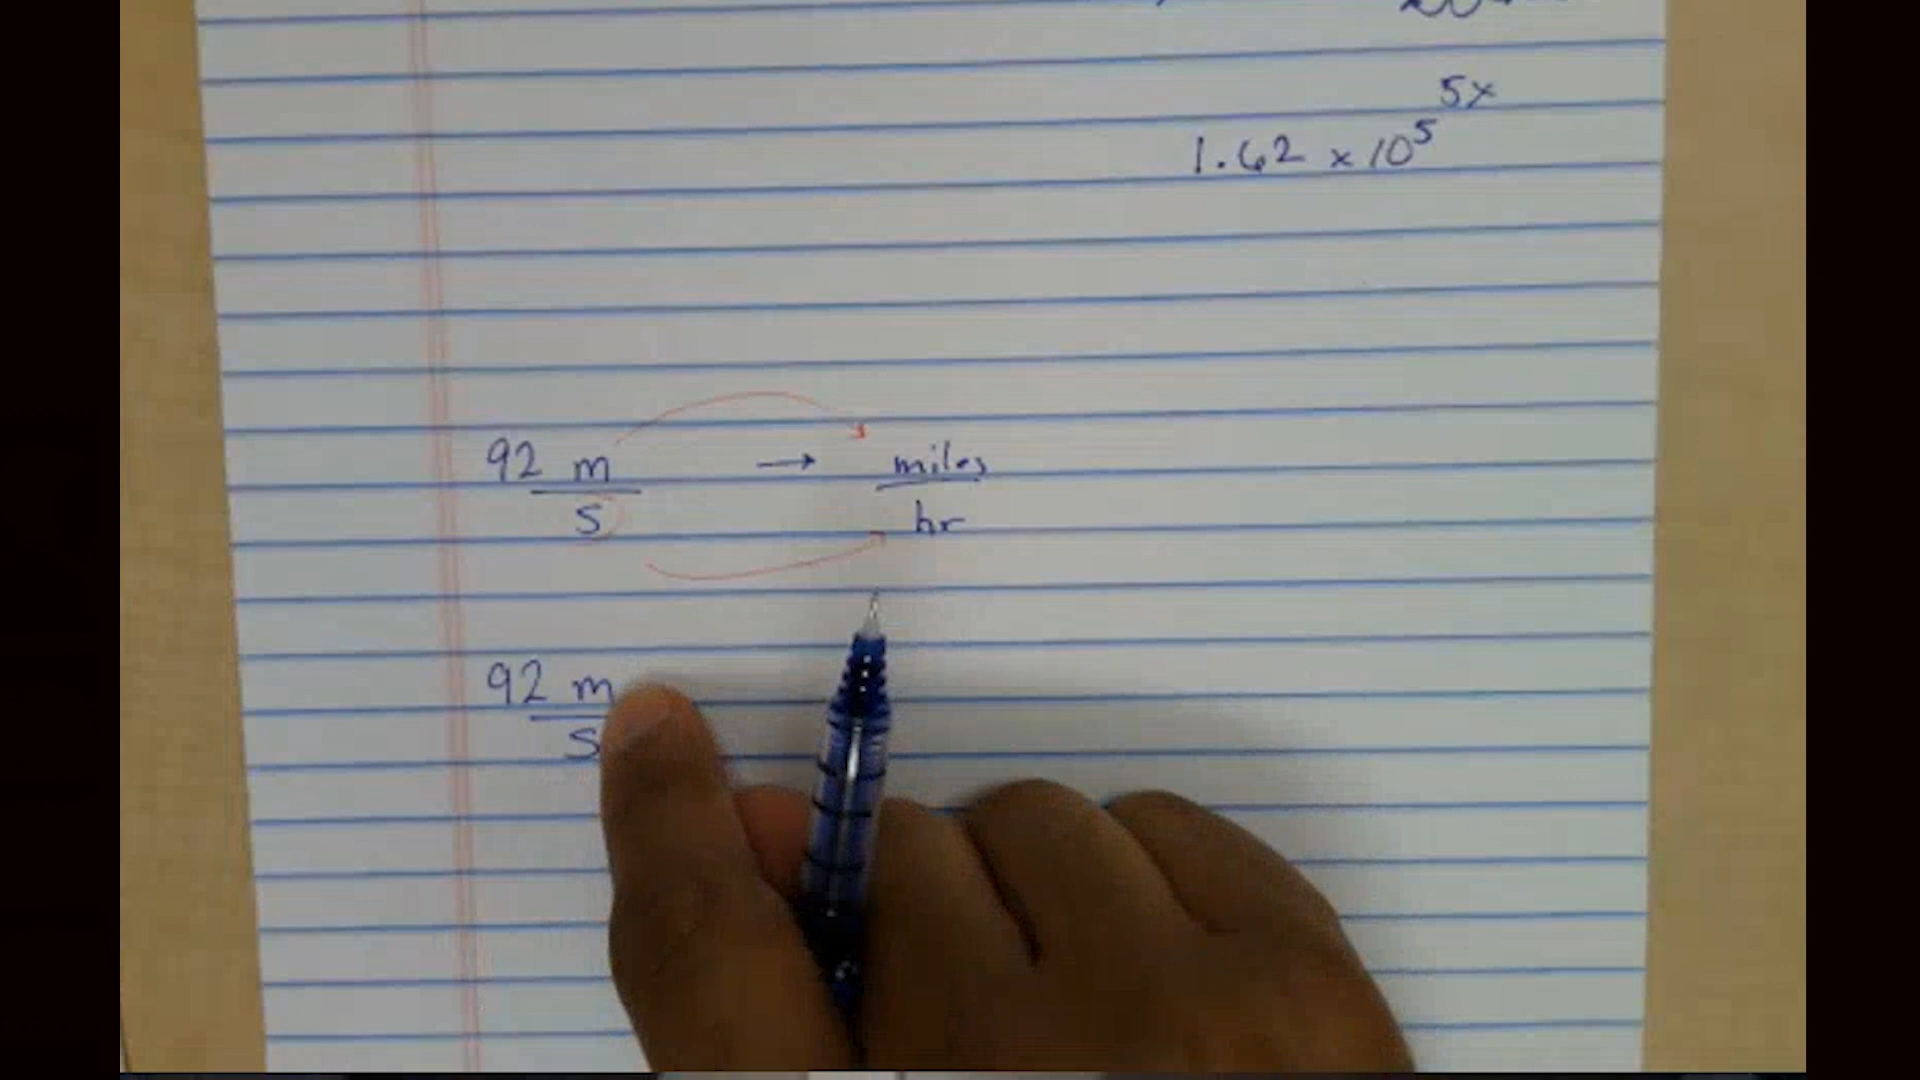 5x
1.62 x 10^5
92 m → miles
s hr
92 m
s